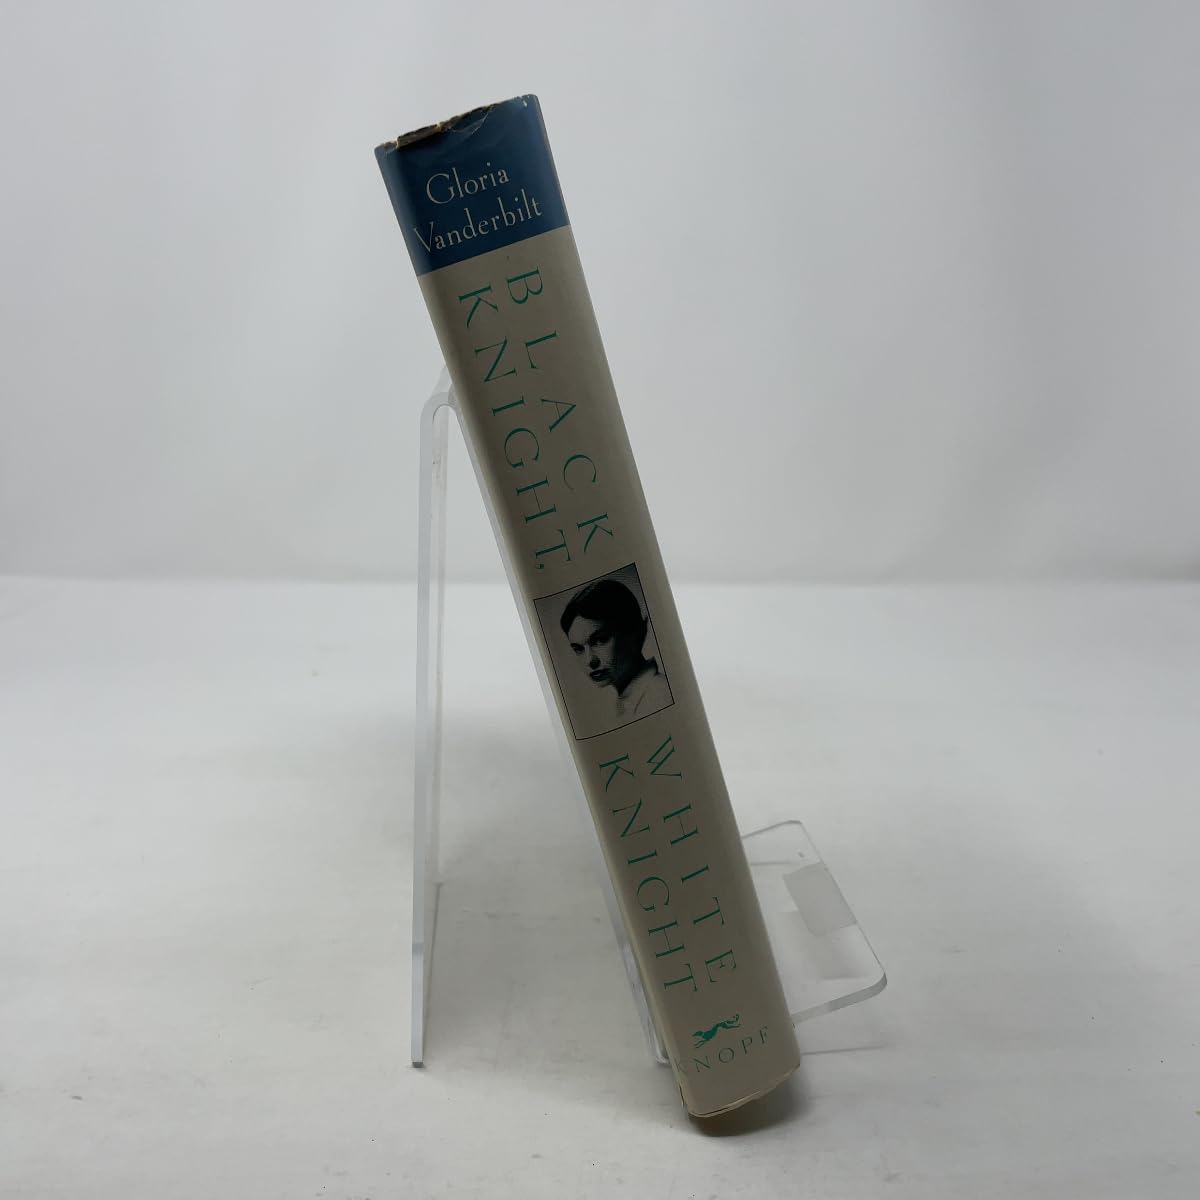 Gloria
Vanderbilt
BLACK
KNIGHT,
WHITE
KNIGHT
KNOPF